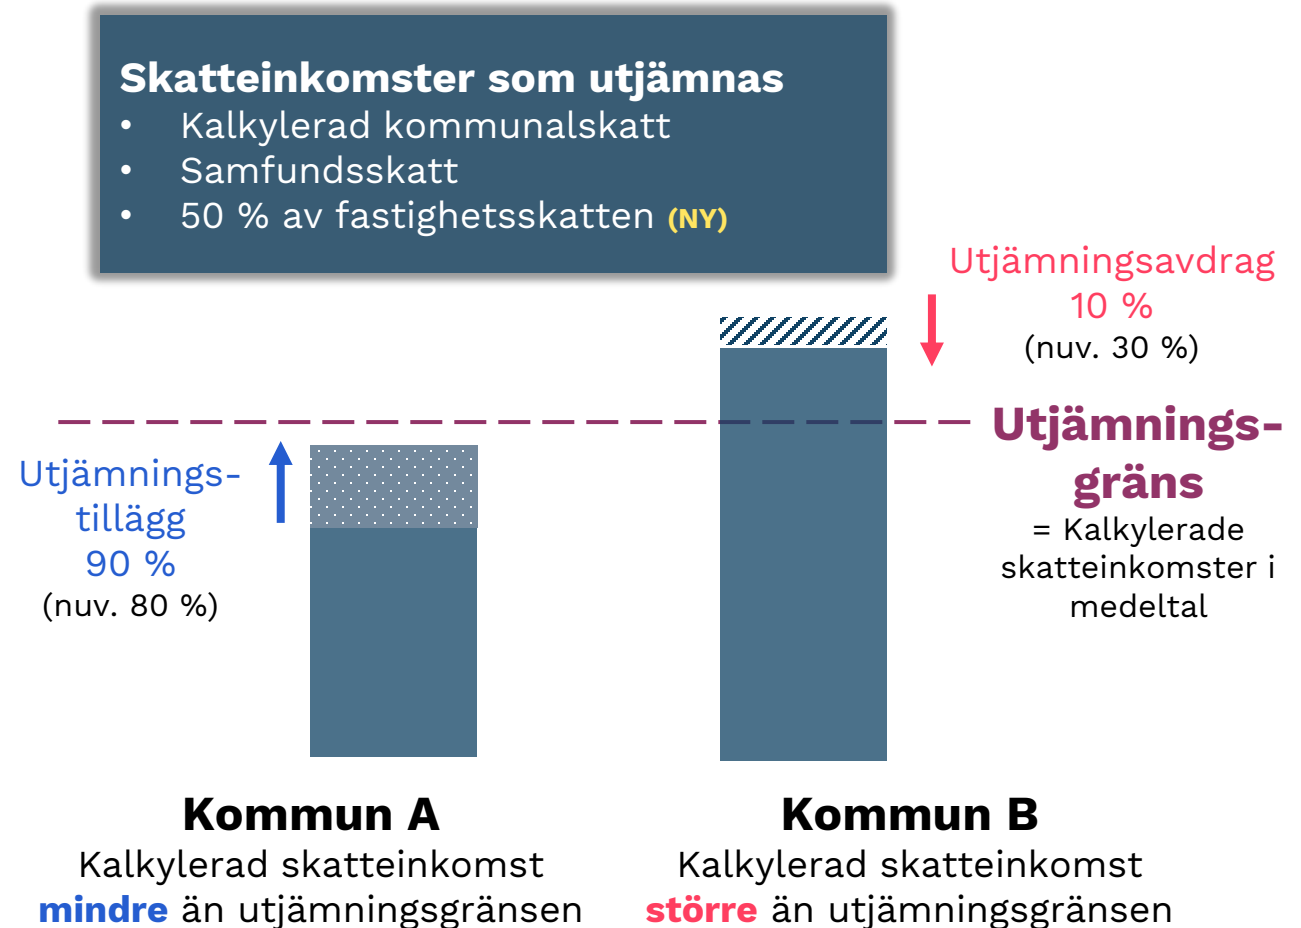 Skatteinkomster som utjämnas
• Kalkylerad kommunalskatt
• Samfundsskatt
• 50 % av fastighetsskatten (NY)
Utjämningsavdrag
10 %
(nuv. 30 %)
Utjämnings-
gräns
= Kalkylerade
skatteinkomster i
medeltal
Utjämnings-
tillägg
90 %
(nuv. 80 %)
Kommun A
Kalkylerad skatteinkomst
mindre än utjämningsgränsen
Kommun B
Kalkylerad skatteinkomst
större än utjämningsgränsen